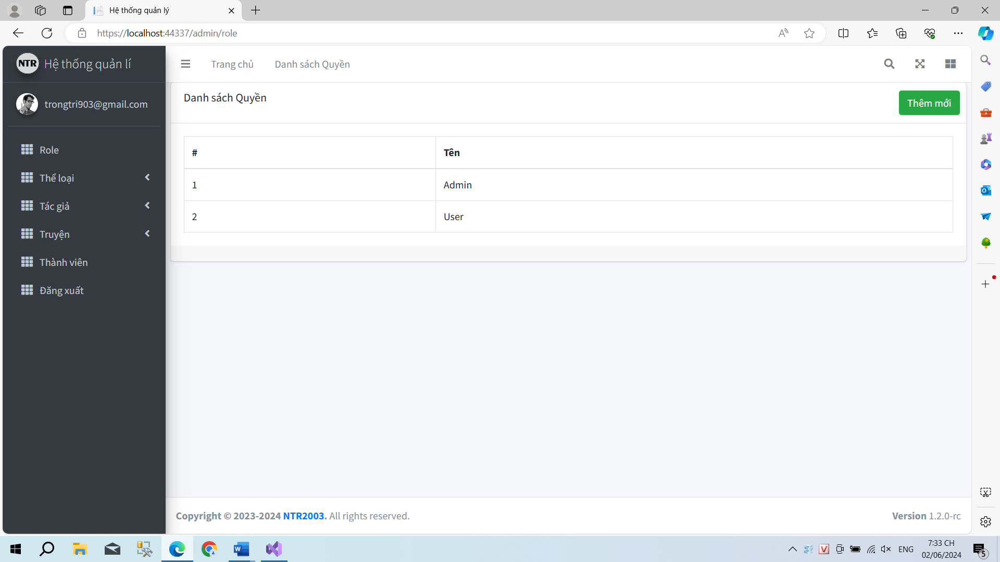 Hệ thống quản lý
https://localhost:44337/admin/role
NTR Hệ thống quản lí
trongtri903@gmail.com
Role
Thể loại
Tác giả
Truyện
Thành viên
Đăng xuất
Trang chủ Danh sách Quyền
Danh sách Quyền
Thêm mới
# Tên
1 Admin
2 User
Copyright © 2023-2024 NTR2003. All rights reserved.
Version 1.2.0-rc
ENG
7:33 CH
02/06/2024
5